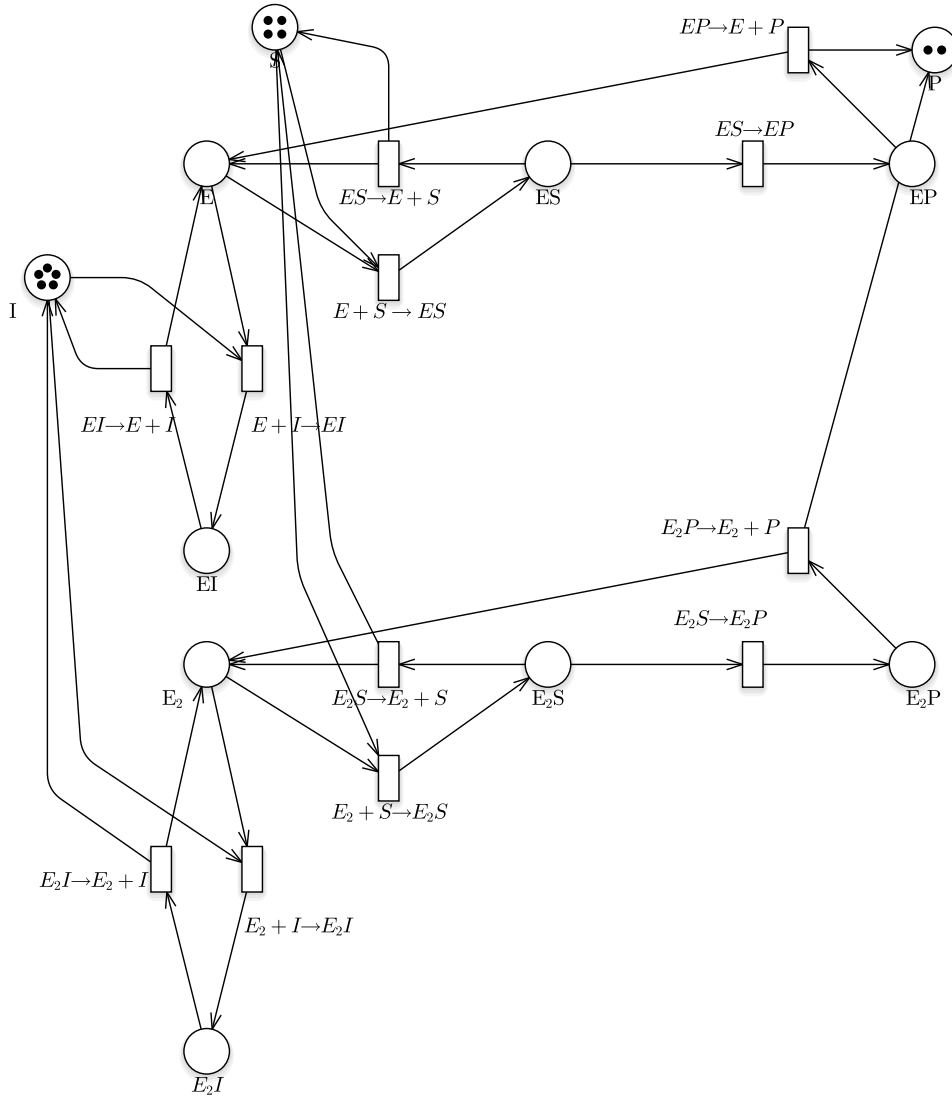 EP→E + P
S
P
ES→EP
E
ES→E + S
ES
EP
I
E + S → ES
EI→E + I
E + I→EI
E₂P→E₂ + P
EI
E₂S→E₂P
E₂
E₂S→E₂ + S
E₂S
E₂P
E₂ + S→E₂S
E₂I→E₂ + I
E₂ + I→E₂I
E₂I